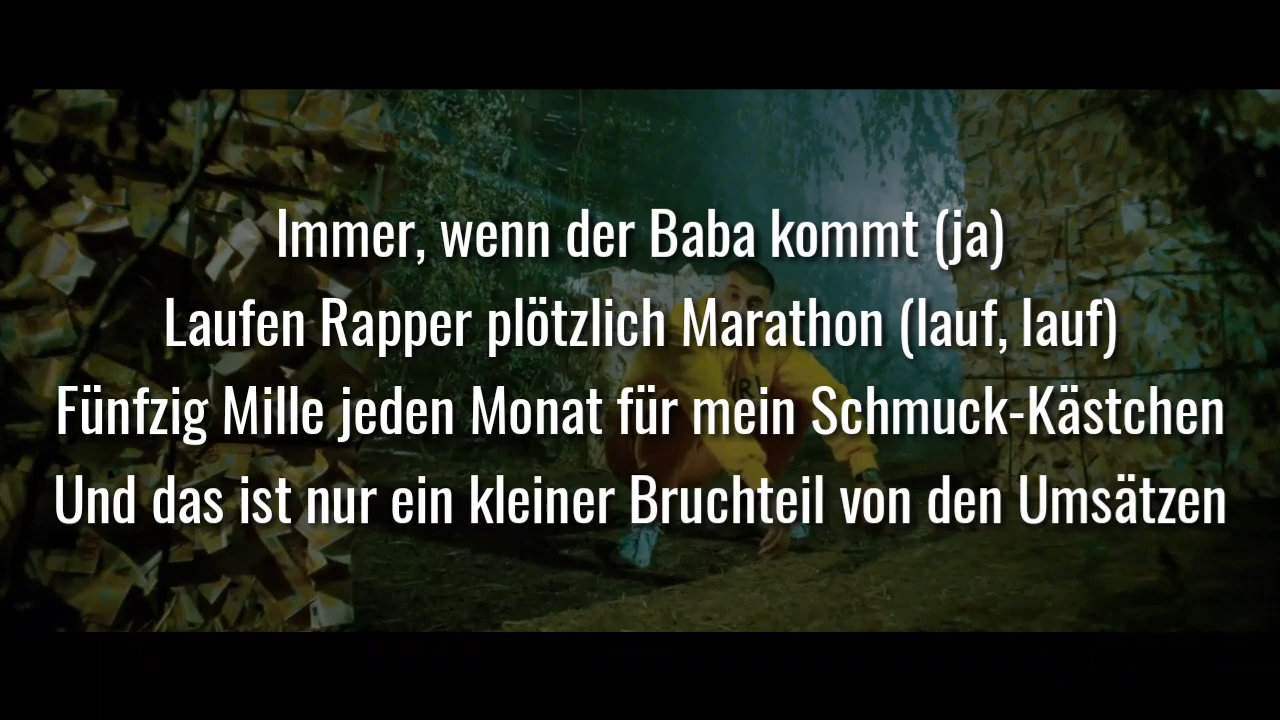 Immer, wenn der Baba kommt (ja)
Laufen Rapper plötzlich Marathon (lauf, lauf)
Fünfzig Mille jeden Monat für mein Schmuck-Kästchen
Und das ist nur ein kleiner Bruchteil von den Umsätzen